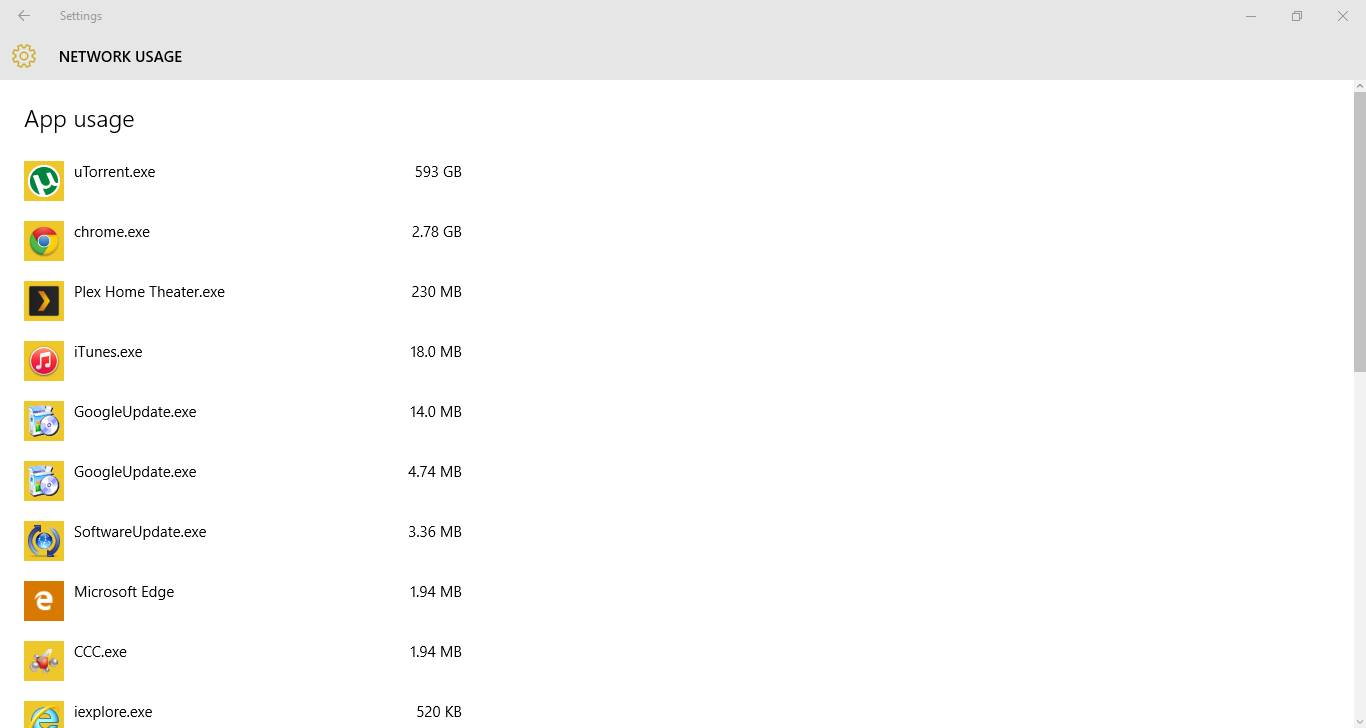 Settings
NETWORK USAGE
App usage
uTorrent.exe 593 GB
chrome.exe 2.78 GB
Plex Home Theater.exe 230 MB
iTunes.exe 18.0 MB
GoogleUpdate.exe 14.0 MB
GoogleUpdate.exe 4.74 MB
SoftwareUpdate.exe 3.36 MB
Microsoft Edge 1.94 MB
CCC.exe 1.94 MB
iexplore.exe 520 KB